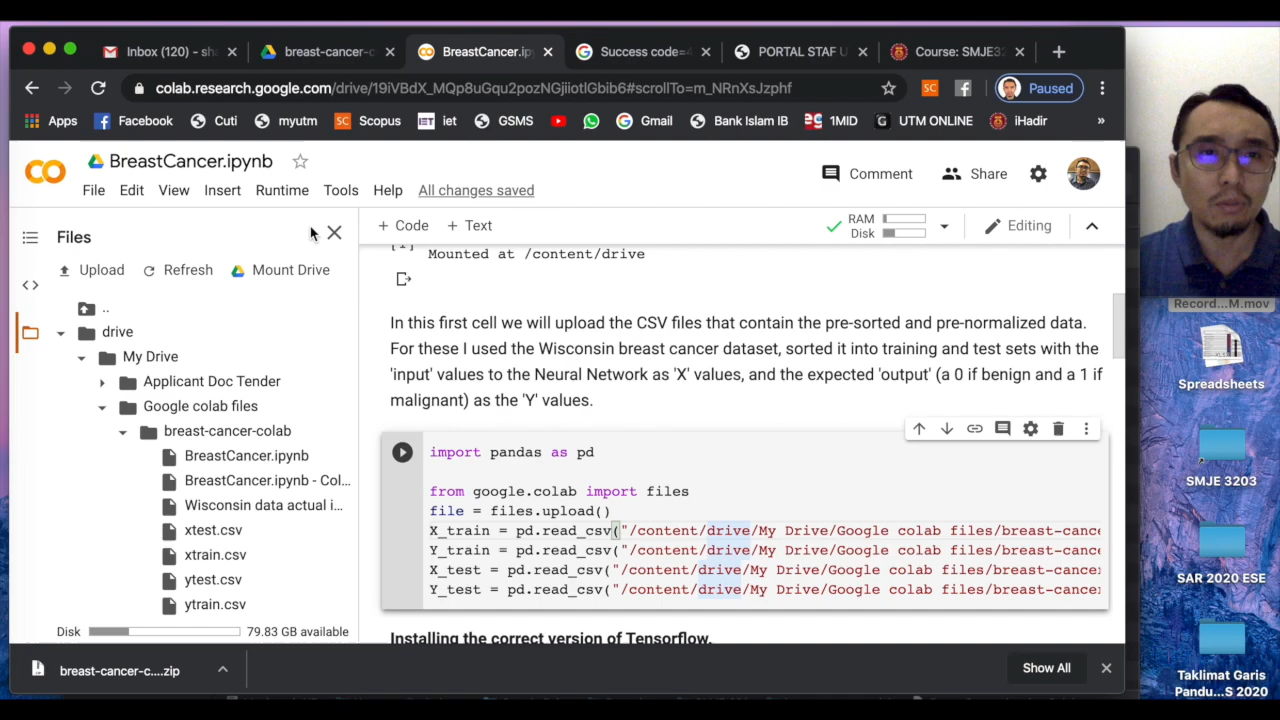 Inbox (120) - sha
breast-cancer-c
BreastCancer.ip
Success code=4
PORTAL STAF U
Course: SMJE3
colab.research.google.com/drive/19iVBdX_MQp8uGqu2pozNGjiiotlGbib6#scrollTo=m_NRnXsJzphf
Paused
Apps
Facebook
Cuti
myutm
SC Scopus
IET iet
GSMS
Gmail
Bank Islam IB
1MID
UTM ONLINE
iHadir
»
BreastCancer.ipynb
Comment
Share
File Edit View Insert Runtime Tools Help All changes saved
Files
+ Code + Text
RAM
Disk
Editing
Upload Refresh Mount Drive
..
drive
My Drive
Applicant Doc Tender
Google colab files
breast-cancer-colab
BreastCancer.ipynb
BreastCancer.ipynb - Col...
Wisconsin data actual i...
xtest.csv
xtrain.csv
ytest.csv
ytrain.csv
Disk 79.83 GB available
[1]
Mounted at /content/drive
In this first cell we will upload the CSV files that contain the pre-sorted and pre-normalized data.
For these I used the Wisconsin breast cancer dataset, sorted it into training and test sets with the
'input' values to the Neural Network as 'X' values, and the expected 'output' (a 0 if benign and a 1 if
malignant) as the 'Y' values.
import pandas as pd
from google.colab import files
file = files.upload()
X_train = pd.read_csv("/content/drive/My Drive/Google colab files/breast-cance
Y_train = pd.read_csv("/content/drive/My Drive/Google colab files/breast-cance
X_test = pd.read_csv("/content/drive/My Drive/Google colab files/breast-cancer
Y_test = pd.read_csv("/content/drive/My Drive/Google colab files/breast-cancer
Installing the correct version of Tensorflow.
breast-cancer-c....zip
Show All
Record...M.mov
Spreadsheets
SMJE 3203
SAR 2020 ESE
Taklimat Garis
Pandu...S 2020